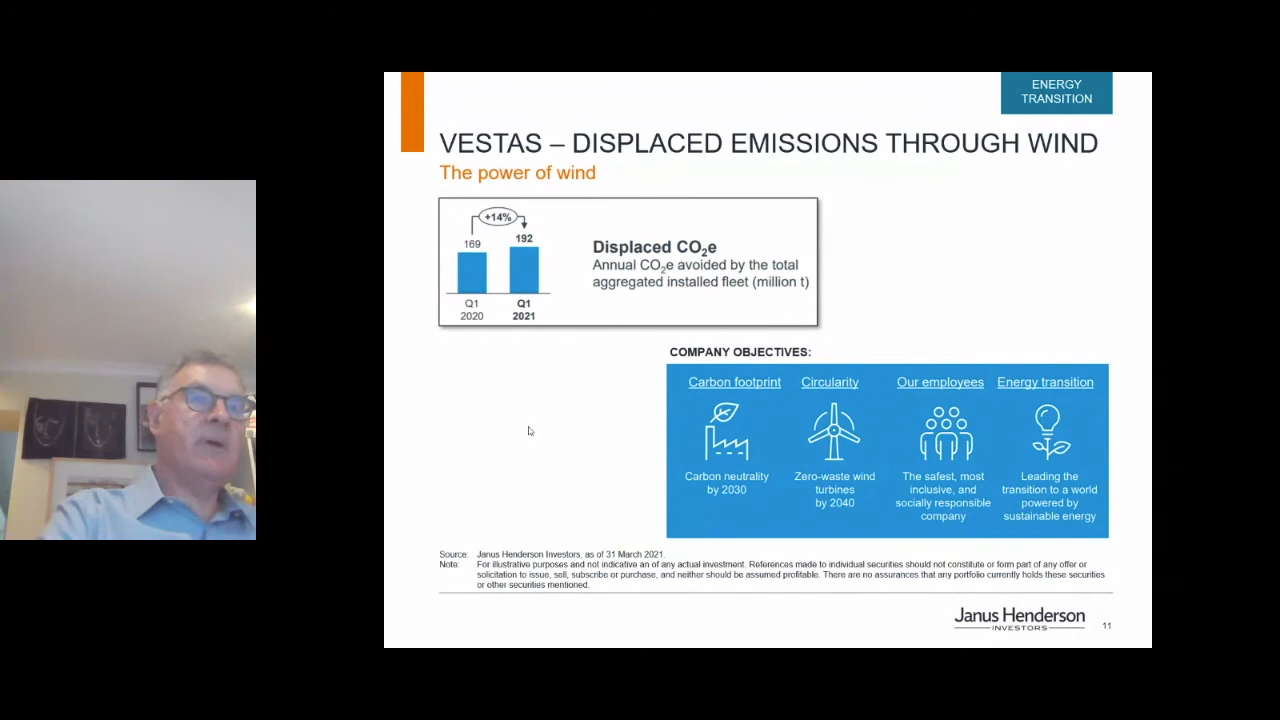 ENERGY
TRANSITION
VESTAS – DISPLACED EMISSIONS THROUGH WIND
The power of wind
+14%
169
192
Q1
2020
Q1
2021
Displaced CO2e
Annual CO2e avoided by the total
aggregated installed fleet (million t)
COMPANY OBJECTIVES:
Carbon footprint
Carbon neutrality
by 2030
Circularity
Zero-waste wind
turbines
by 2040
Our employees
The safest, most
inclusive, and
socially responsible
company
Energy transition
Leading the
transition to a world
powered by
sustainable energy
Source: Janus Henderson Investors, as of 31 March 2021.
Note: For illustrative purposes and not indicative an of any actual investment. References made to individual securities should not constitute or form part of any offer or
solicitation to issue, sell, subscribe or purchase, and neither should be assumed profitable. There are no assurances that any portfolio currently holds these securities
or other securities mentioned.
Janus Henderson
INVESTORS
11